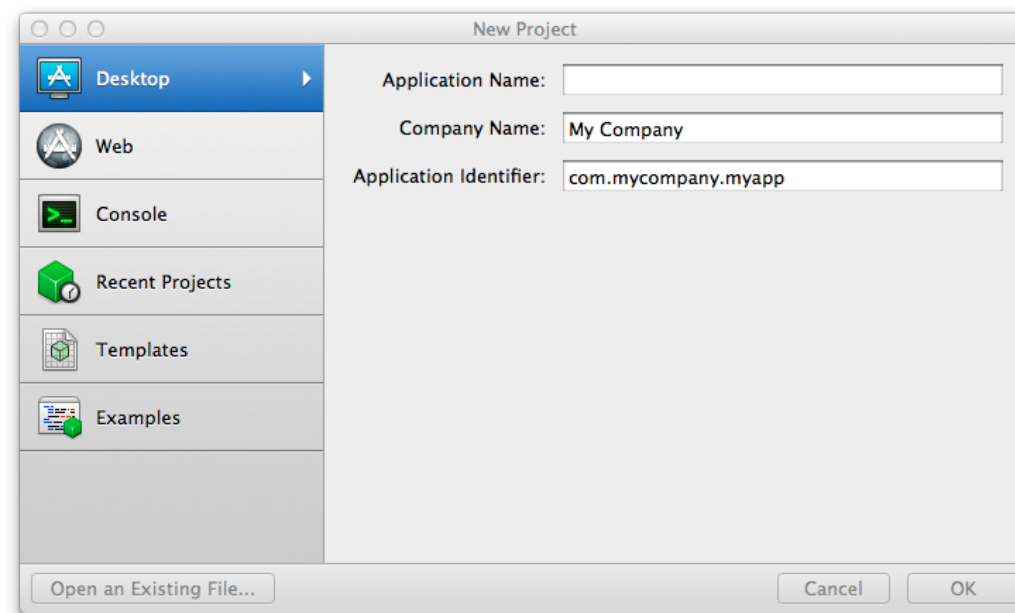 New Project
Desktop
Web
Console
Recent Projects
Templates
Examples
Application Name:
Company Name: My Company
Application Identifier: com.mycompany.myapp
Open an Existing File... Cancel OK